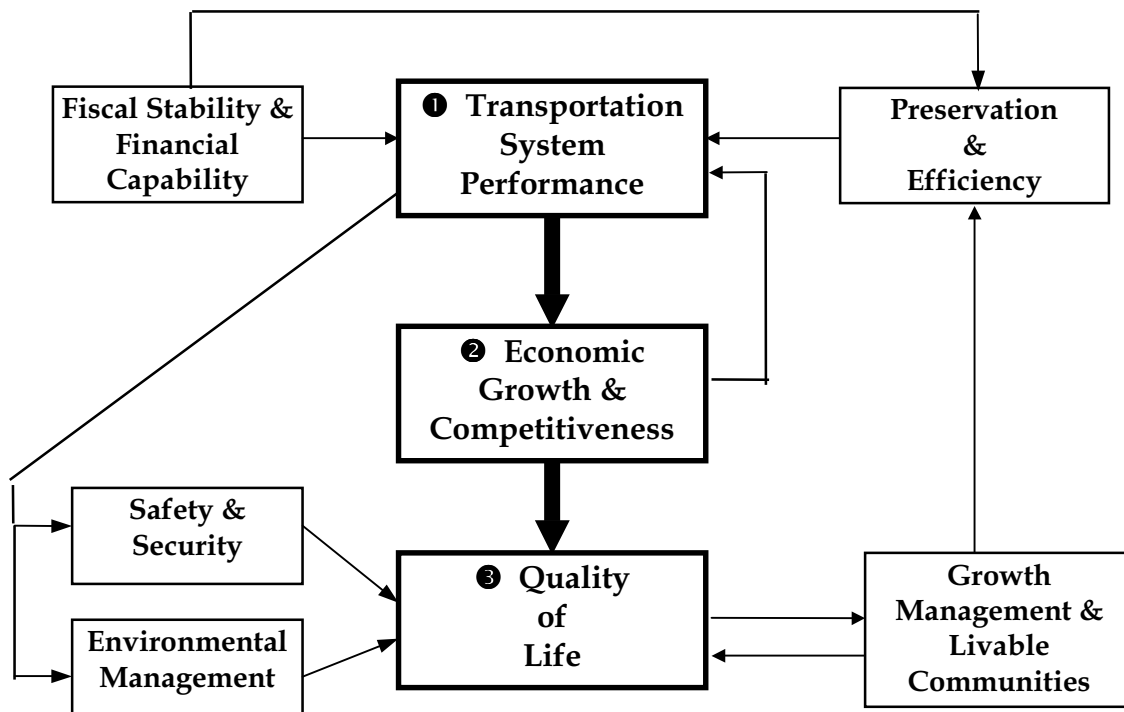 Fiscal Stability &
Financial
Capability
❶ Transportation
System
Performance
Preservation
&
Efficiency
❷ Economic
Growth &
Competitiveness
Safety &
Security
Environmental
Management
❸ Quality
of
Life
Growth
Management &
Livable
Communities